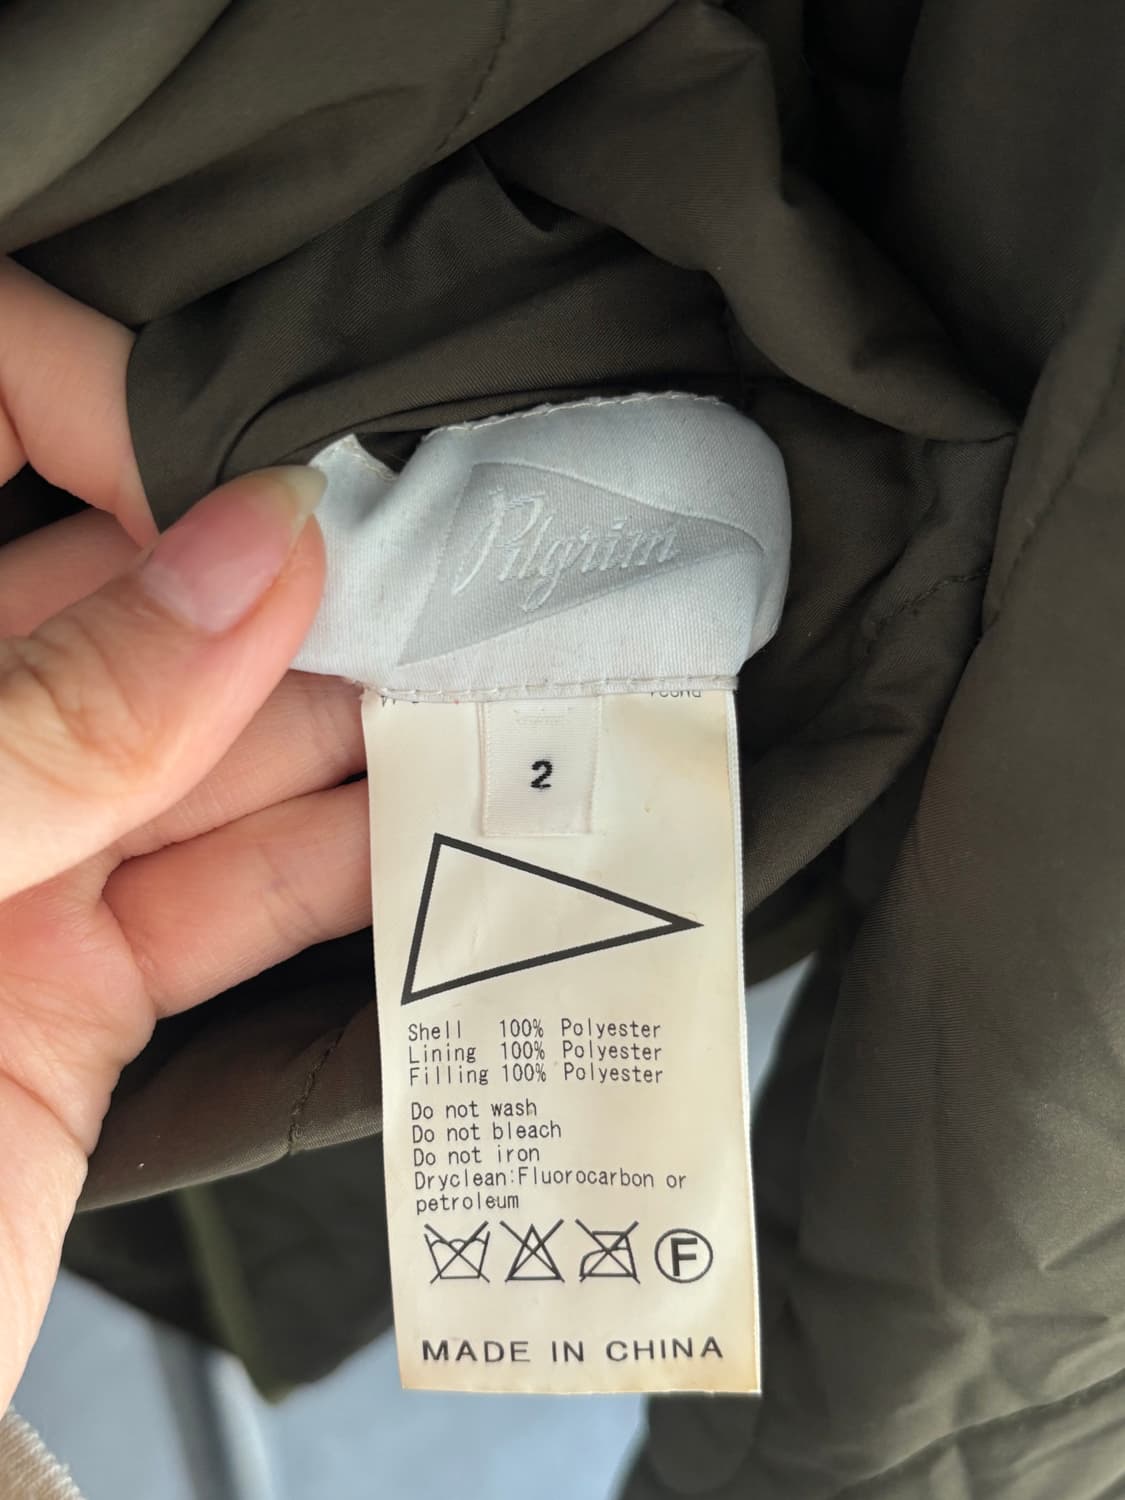 Pilgrim
2
Shell 100% Polyester
Lining 100% Polyester
Filling 100% Polyester
Do not wash
Do not bleach
Do not iron
Dryclean:Fluorocarbon or
petroleum
F
MADE IN CHINA